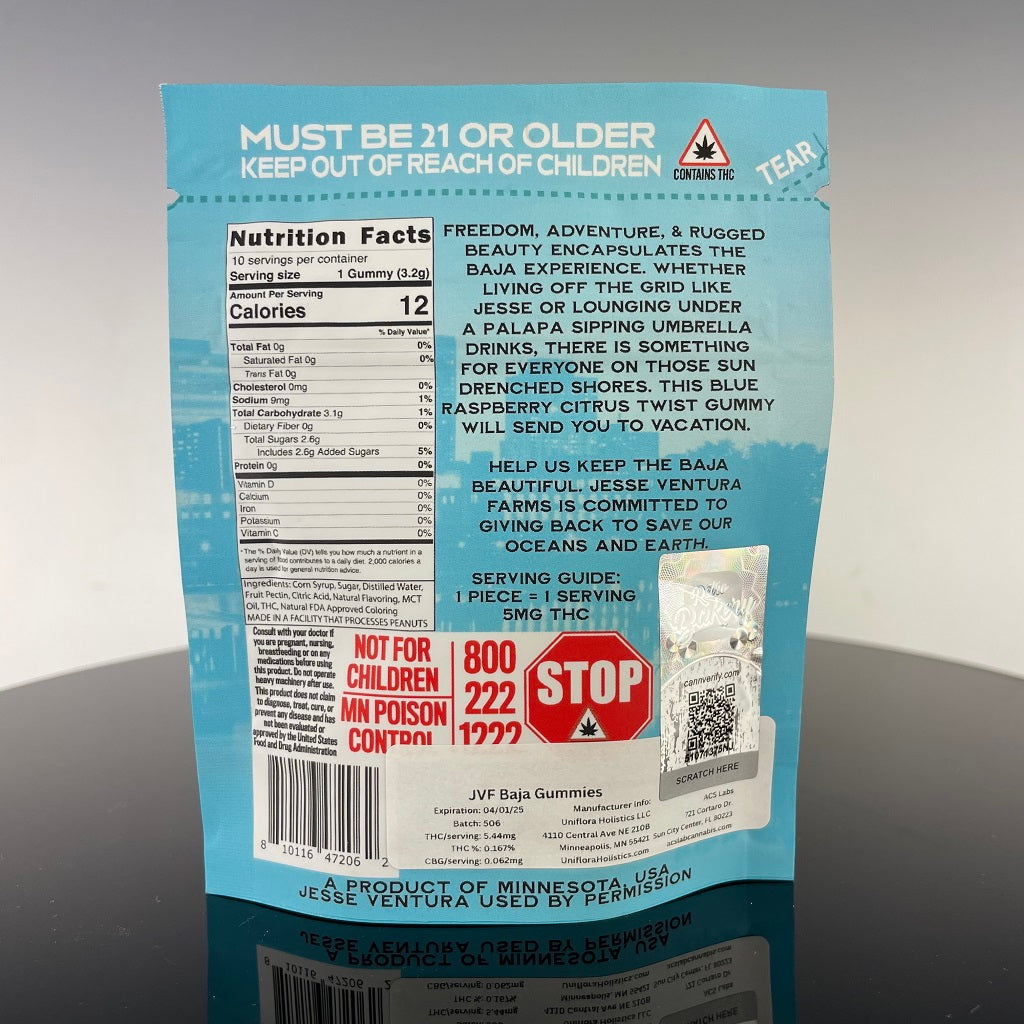 MUST BE 21 OR OLDER
KEEP OUT OF REACH OF CHILDREN
CONTAINS THC
TEAR
Nutrition Facts
10 servings per container
Serving size 1 Gummy (3.2g)
Amount Per Serving
Calories 12
% Daily Value*
Total Fat 0g 0%
Saturated Fat 0g 0%
Trans Fat 0g
Cholesterol 0mg 0%
Sodium 9mg 1%
Total Carbohydrate 3.1g 1%
Dietary Fiber 0g 0%
Total Sugars 2.6g
Includes 2.6g Added Sugars 5%
Protein 0g 0%
Vitamin D 0%
Calcium 0%
Iron 0%
Potassium 0%
Vitamin C 0%
*The % Daily Value (DV) tells you how much a nutrient in a
serving of food contributes to a daily diet. 2,000 calories a
day is used for general nutrition advice.
Ingredients: Corn Syrup, Sugar, Distilled Water,
Fruit Pectin, Citric Acid, Natural Flavoring, MCT
Oil, THC, Natural FDA Approved Coloring
MADE IN A FACILITY THAT PROCESSES PEANUTS
FREEDOM, ADVENTURE, & RUGGED
BEAUTY ENCAPSULATES THE
BAJA EXPERIENCE. WHETHER
LIVING OFF THE GRID LIKE
JESSE OR LOUNGING UNDER
A PALAPA SIPPING UMBRELLA
DRINKS, THERE IS SOMETHING
FOR EVERYONE ON THOSE SUN
DRENCHED SHORES. THIS BLUE
RASPBERRY CITRUS TWIST GUMMY
WILL SEND YOU TO VACATION.
HELP US KEEP THE BAJA
BEAUTIFUL. JESSE VENTURA
FARMS IS COMMITTED TO
GIVING BACK TO SAVE OUR
OCEANS AND EARTH.
SERVING GUIDE:
1 PIECE = 1 SERVING
5MG THC
Consult with your doctor if
you are pregnant, nursing,
breastfeeding or on any
medications before using
this product. Do not operate
heavy machinery after use.
This product does not claim
to diagnose, treat, cure, or
prevent any disease and has
not been evaluated or
approved by the United States
Food and Drug Administration
NOT FOR
CHILDREN
MN POISON
CONTROL
800
222
1222
STOP
cannverify.com
SCRATCH HERE
JVF Baja Gummies
Expiration: 04/01/25
Batch: 506
THC/serving: 5.44mg
THC %: 0.167%
CBG/serving: 0.062mg
Manufacturer Info:
Uniflora Holistics LLC
4110 Central Ave NE 210B
Minneapolis, MN 55421
UnifloraHolistics.com
ACS Labs
721 Cortaro Dr.
Sun City Center, FL 80223
acslabcannabis.com
8 10116 47206 2
A PRODUCT OF MINNESOTA, USA
JESSE VENTURA USED BY PERMISSION